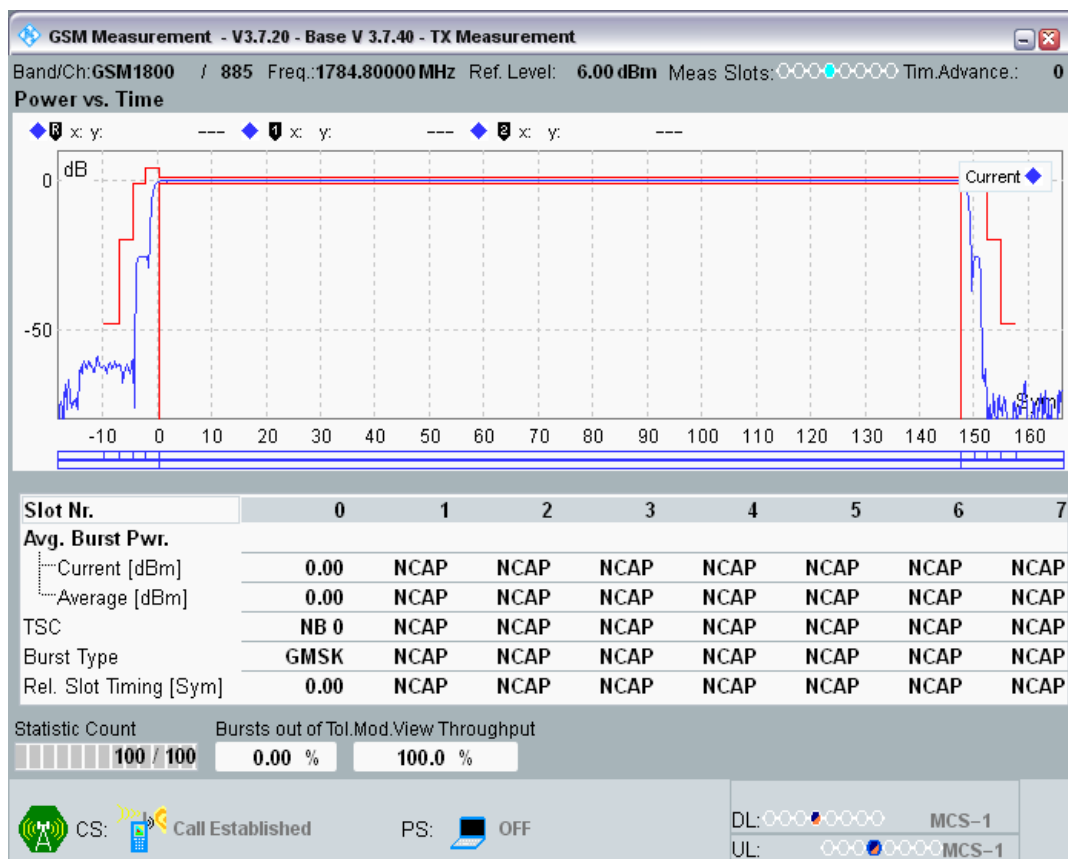 GSM Measurement - V3.7.20 - Base V 3.7.40 - TX Measurement
Band/Ch:GSM1800 / 885 Freq.:1784.80000 MHz Ref. Level: 6.00 dBm Meas Slots: Tim.Advance.: 0
Power vs. Time
R x: y: --- 1 x: y: --- 2 x: y: ---
dB
Current
0
-50
Sym
-10 0 10 20 30 40 50 60 70 80 90 100 110 120 130 140 150 160
Slot Nr. 0 1 2 3 4 5 6 7
Avg. Burst Pwr.
Current [dBm] 0.00 NCAP NCAP NCAP NCAP NCAP NCAP NCAP
Average [dBm] 0.00 NCAP NCAP NCAP NCAP NCAP NCAP NCAP
TSC NB 0 NCAP NCAP NCAP NCAP NCAP NCAP NCAP
Burst Type GMSK NCAP NCAP NCAP NCAP NCAP NCAP NCAP
Rel. Slot Timing [Sym] 0.00 NCAP NCAP NCAP NCAP NCAP NCAP NCAP
Statistic Count Bursts out of Tol. Mod.View Throughput
100 / 100 0.00 % 100.0 %
CS: Call Established PS: OFF DL: MCS-1
UL: MCS-1